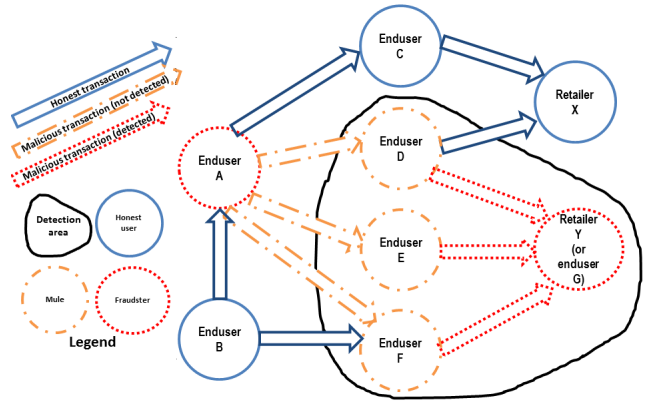 Honest transaction
Malicious transaction (not detected)
Malicious transaction (detected)
Detection
area
Honest
user
Mule
Fraudster
Legend
Enduser
A
Enduser
B
Enduser
C
Enduser
D
Enduser
E
Enduser
F
Retailer
X
Retailer
Y
(or
enduser
G)